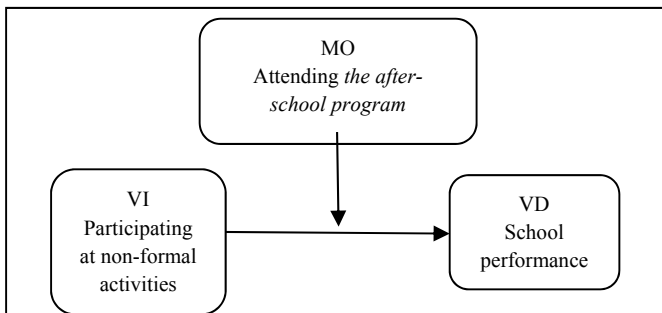 MO
Attending the after-
school program
VI
Participating
at non-formal
activities
VD
School
performance